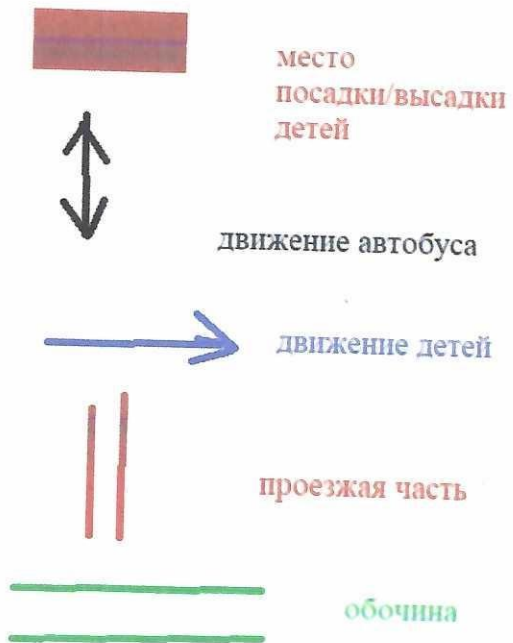 место
посадки/высадки
детей
движение автобуса
движение детей
проезжая часть
обочина